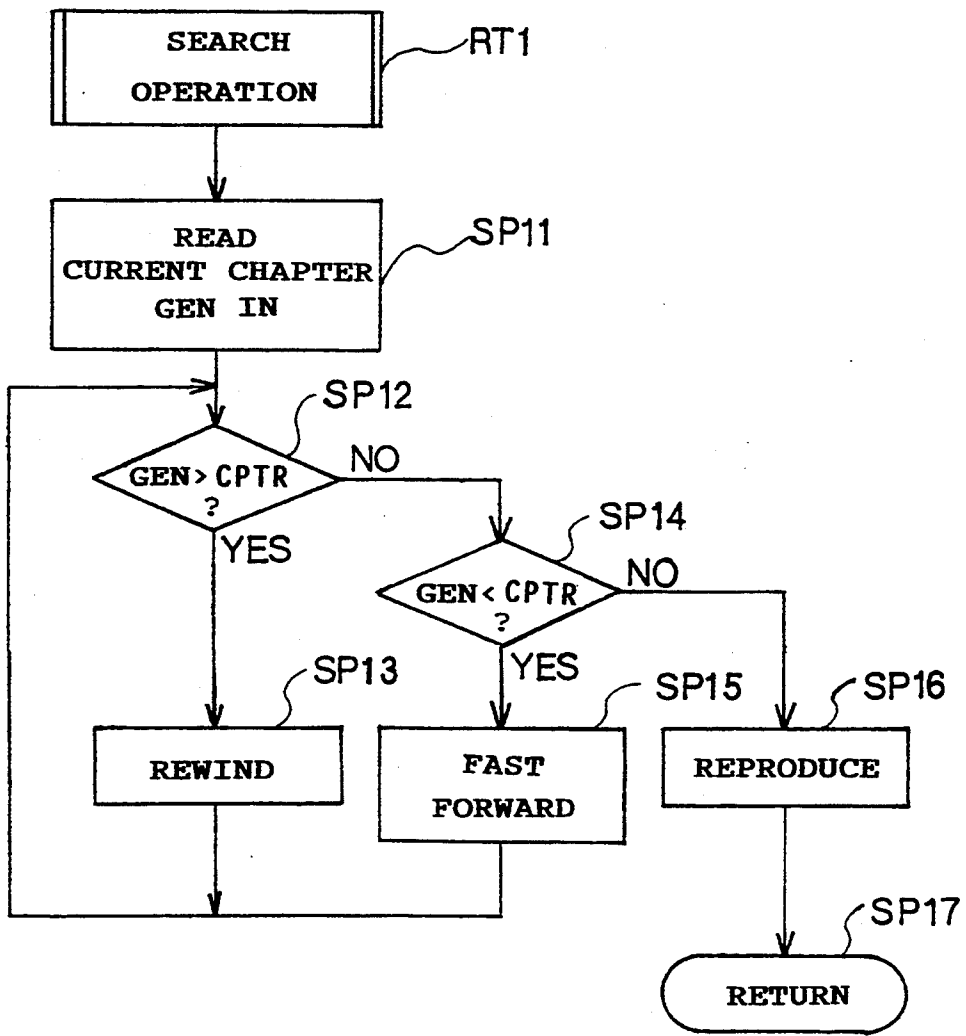 SEARCH
OPERATION
RT1
READ
CURRENT CHAPTER
GEN IN
SP11
SP12
GEN> CPTR
?
NO
YES
SP14
GEN< CPTR
?
NO
YES
SP13
REWIND
SP15
FAST
FORWARD
SP16
REPRODUCE
SP17
RETURN